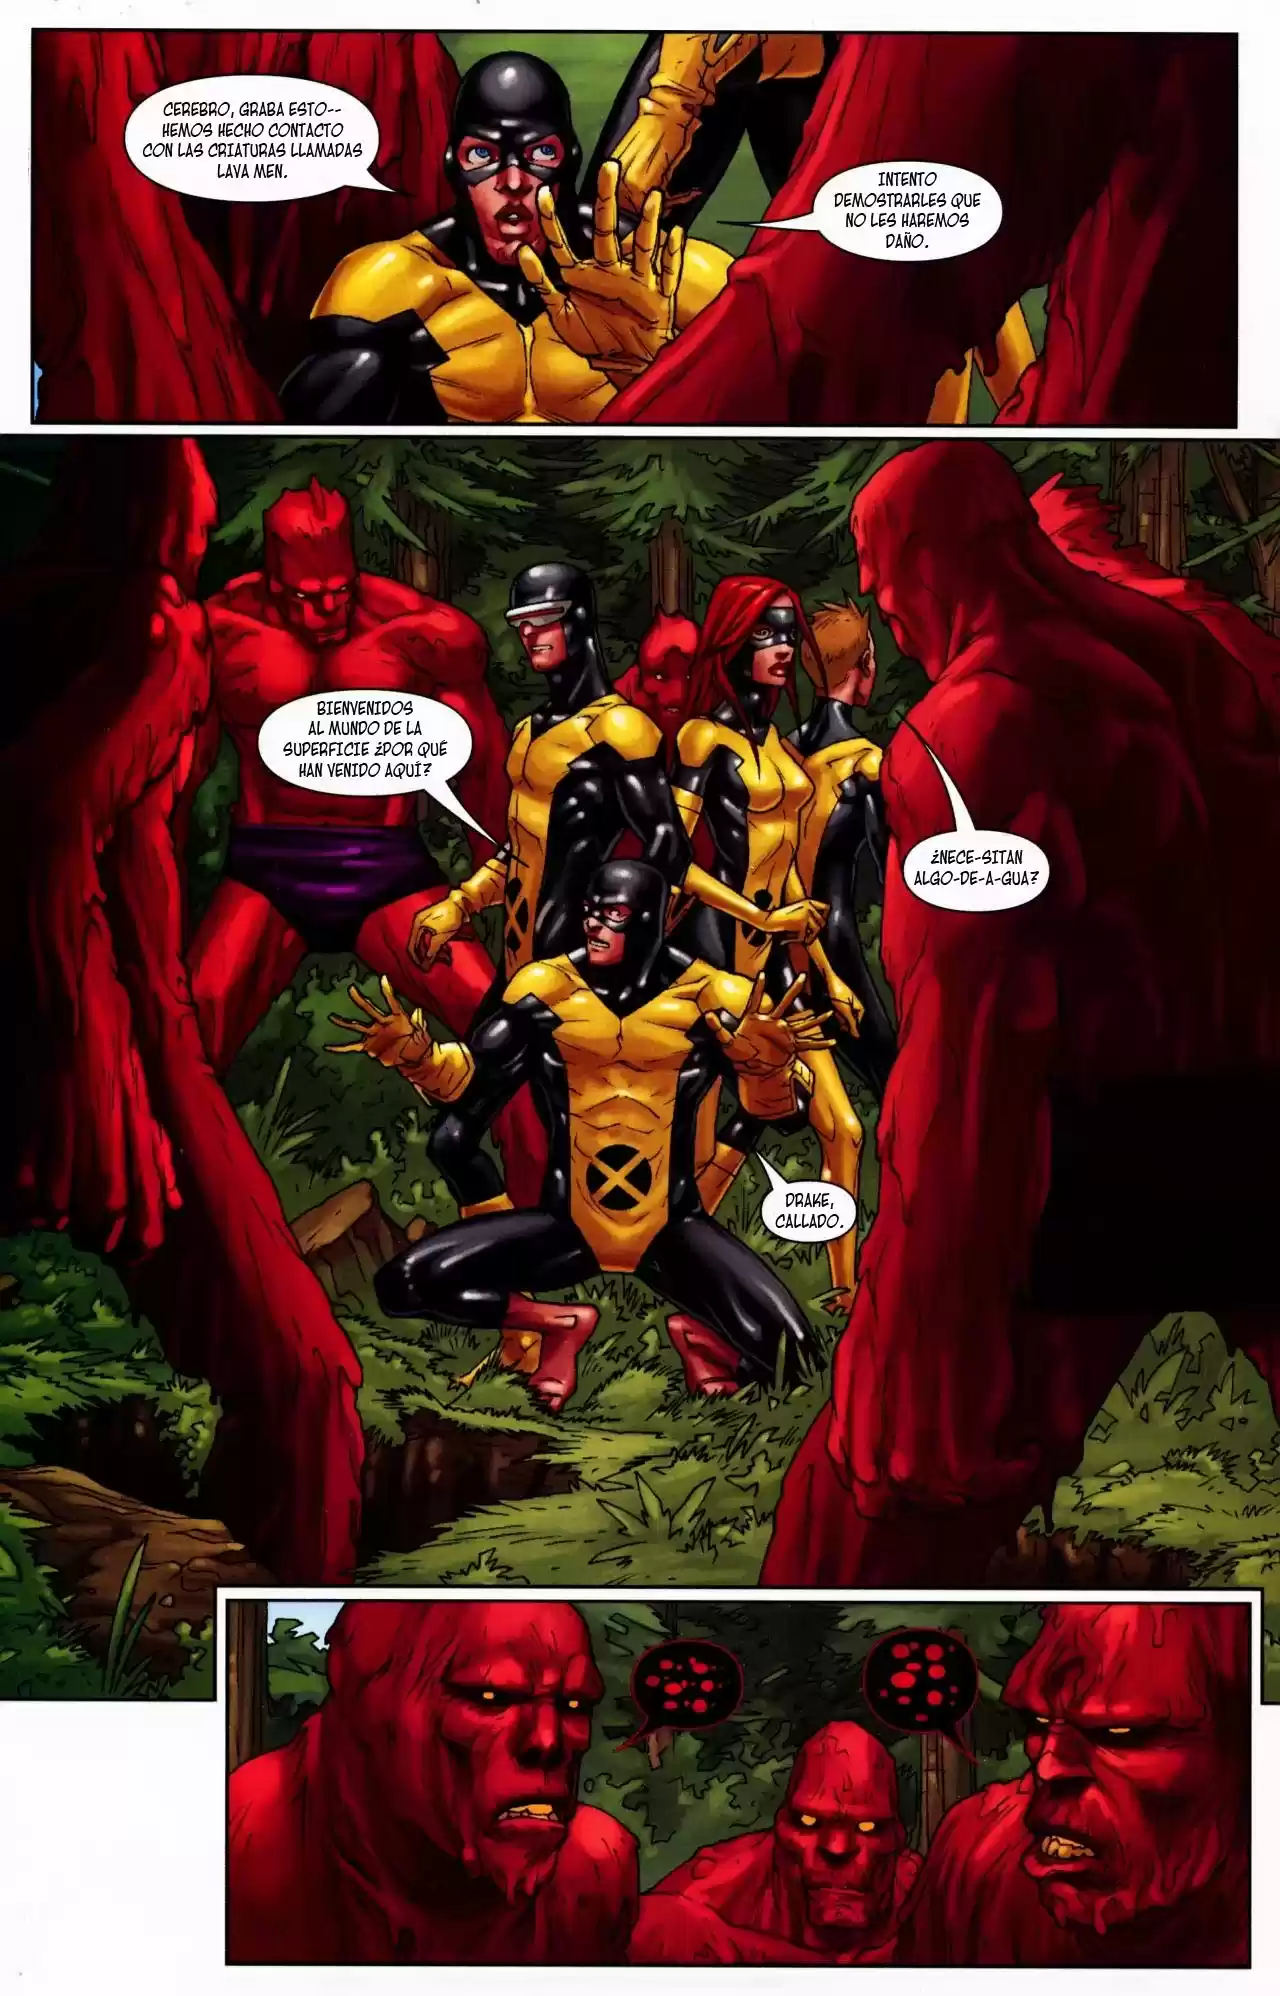 CEREBRO, GRABA ESTO--
HEMOS HECHO CONTACTO
CON LAS CRIATURAS LLAMADAS
LAVA MEN.
INTENTO
DEMOSTRARLES QUE
NO LES HAREMOS
DAÑO.
BIENVENIDOS
AL MUNDO DE LA
SUPERFICIE ¿POR QUÉ
HAN VENIDO AQUÍ?
¿NECE-SITAN
ALGO-DE-A-GUA?
DRAKE,
CALLADO.